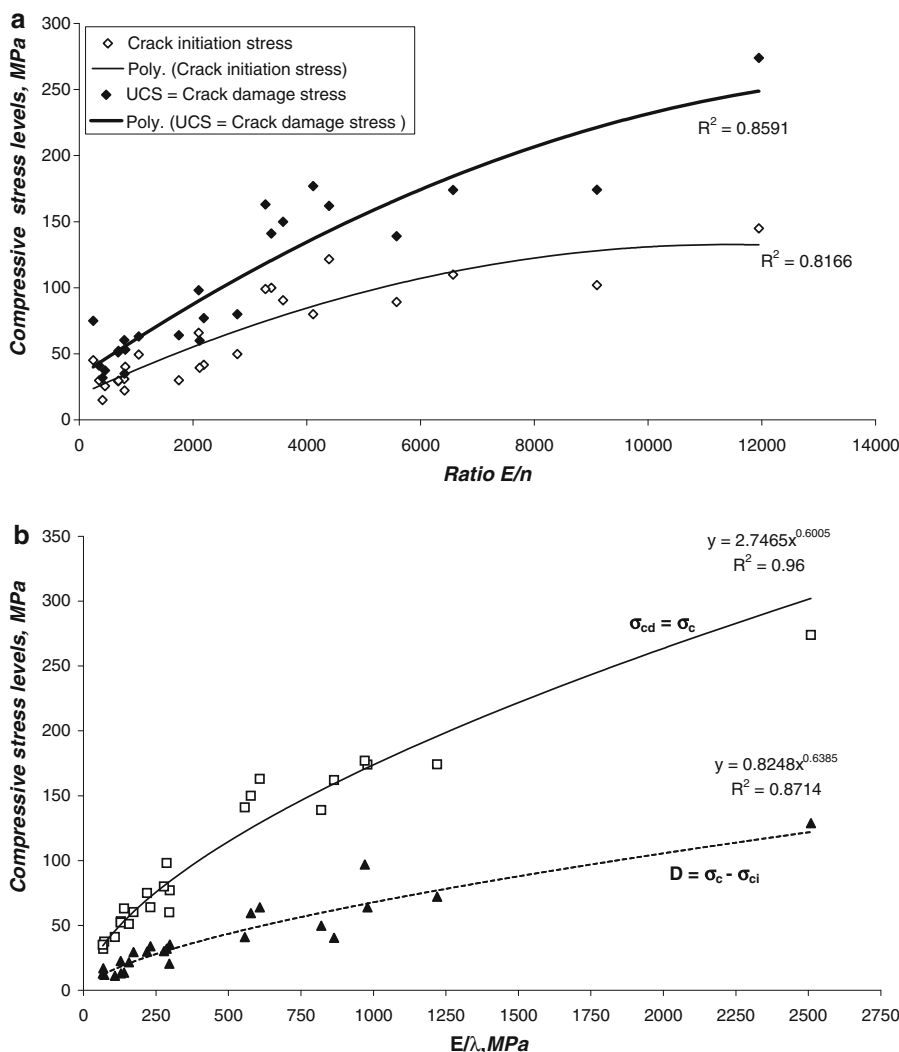 a
300
250
200
150
100
50
0
Compressive stress levels, MPa
Crack initiation stress
Poly. (Crack initiation stress)
UCS = Crack damage stress
Poly. (UCS = Crack damage stress )
R² = 0.8591
R² = 0.8166
0 2000 4000 6000 8000 10000 12000 14000
Ratio E/n
b
350
300
250
200
150
100
50
0
Compressive stress levels, MPa
y = 2.7465x^0.6005
R² = 0.96
σcd = σc
y = 0.8248x^0.6385
R² = 0.8714
D = σc - σci
0 250 500 750 1000 1250 1500 1750 2000 2250 2500 2750
E/λ,MPa